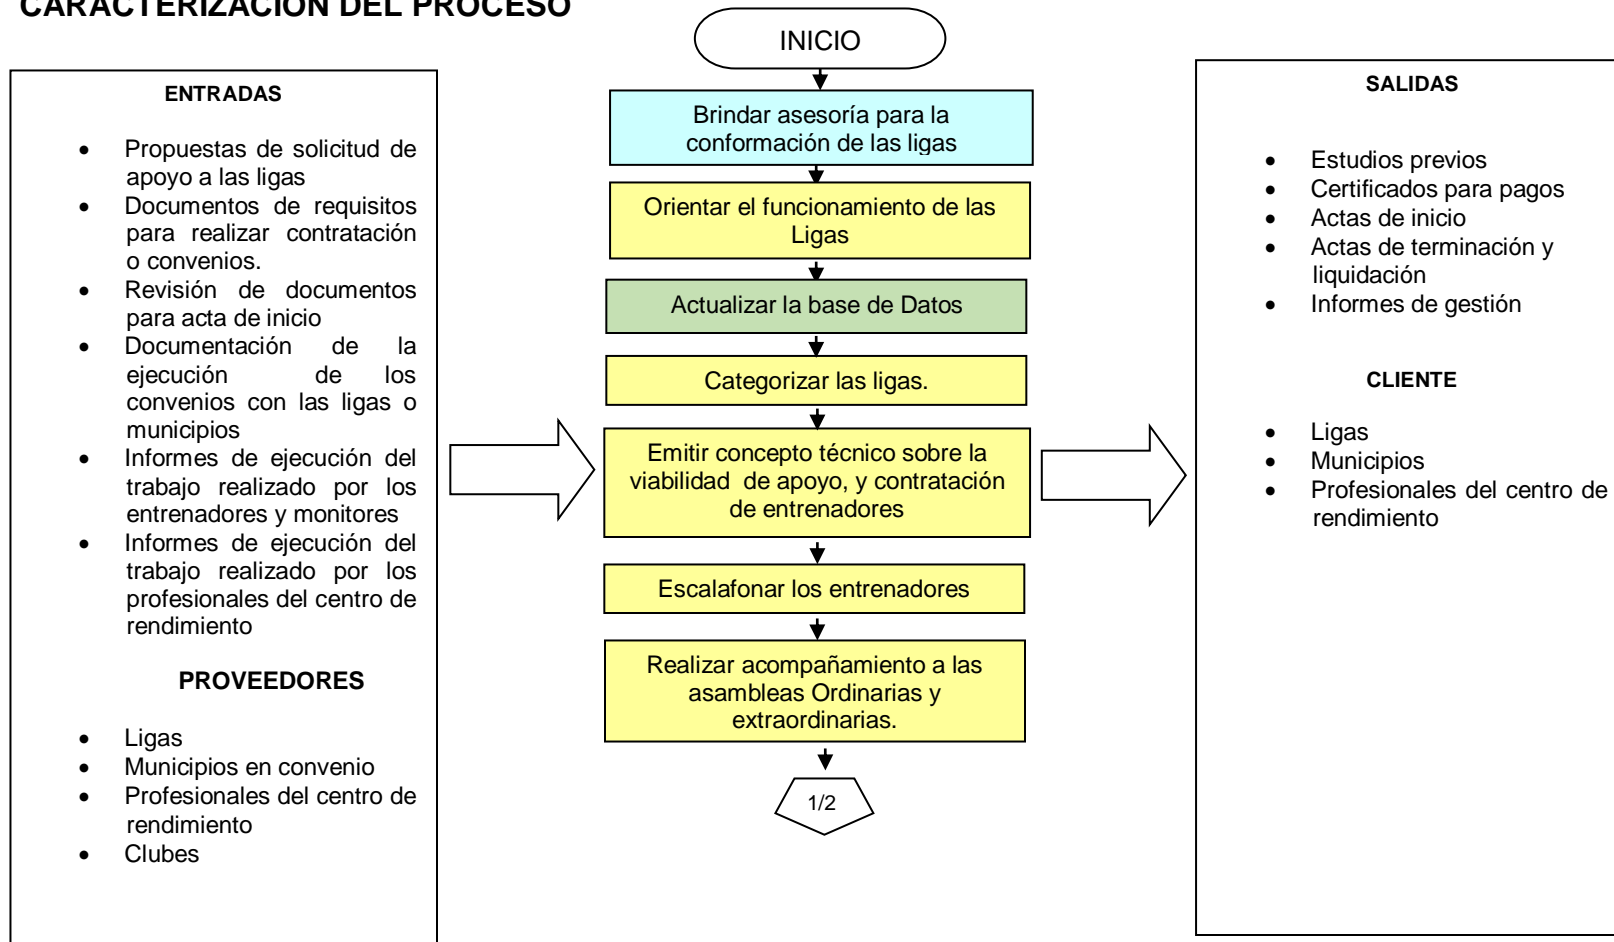 CARACTERIZACIÓN DEL PROCESO
ENTRADAS
• Propuestas de solicitud de
apoyo a las ligas
• Documentos de requisitos
para realizar contratación
o convenios.
• Revisión de documentos
para acta de inicio
• Documentación de la
ejecución de los
convenios con las ligas o
municipios
• Informes de ejecución del
trabajo realizado por los
entrenadores y monitores
• Informes de ejecución del
trabajo realizado por los
profesionales del centro de
rendimiento
PROVEEDORES
• Ligas
• Municipios en convenio
• Profesionales del centro de
rendimiento
• Clubes
INICIO
Brindar asesoría para la
conformación de las ligas
Orientar el funcionamiento de las
Ligas
Actualizar la base de Datos
Categorizar las ligas.
Emitir concepto técnico sobre la
viabilidad de apoyo, y contratación
de entrenadores
Escalafonar los entrenadores
Realizar acompañamiento a las
asambleas Ordinarias y
extraordinarias.
1/2
SALIDAS
• Estudios previos
• Certificados para pagos
• Actas de inicio
• Actas de terminación y
liquidación
• Informes de gestión
CLIENTE
• Ligas
• Municipios
• Profesionales del centro de
rendimiento